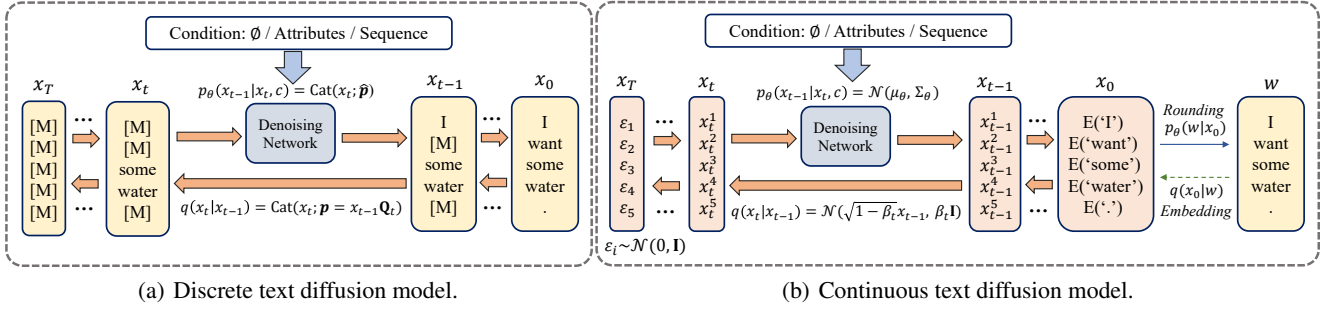 Condition: ∅ / Attributes / Sequence
x_T
x_t
p_θ(x_{t−1}|x_t, c) = Cat(x_t; p̂)
x_{t−1}
x_0
[M]
[M]
[M]
[M]
[M]
...
...
[M]
[M]
some
water
[M]
Denoising
Network
q(x_t|x_{t−1}) = Cat(x_t; p = x_{t−1}Q_t)
I
[M]
some
water
[M]
...
...
I
want
some
water
.
(a) Discrete text diffusion model.
Condition: ∅ / Attributes / Sequence
x_T
x_t
p_θ(x_{t−1}|x_t, c) = 𝒩(μ_θ, Σ_θ)
x_{t−1}
x_0
w
ε_1
ε_2
ε_3
ε_4
ε_5
ε_i~𝒩(0, I)
...
...
x_t^1
x_t^2
x_t^3
x_t^4
x_t^5
Denoising
Network
q(x_t|x_{t−1}) = 𝒩(√(1 − β_t)x_{t−1}, β_tI)
x_{t−1}^1
x_{t−1}^2
x_{t−1}^3
x_{t−1}^4
x_{t−1}^5
...
...
E(‘I’)
E(‘want’)
E(‘some’)
E(‘water’)
E(‘.’)
Rounding
p_θ(w|x_0)
q(x_0|w)
Embedding
I
want
some
water
.
(b) Continuous text diffusion model.